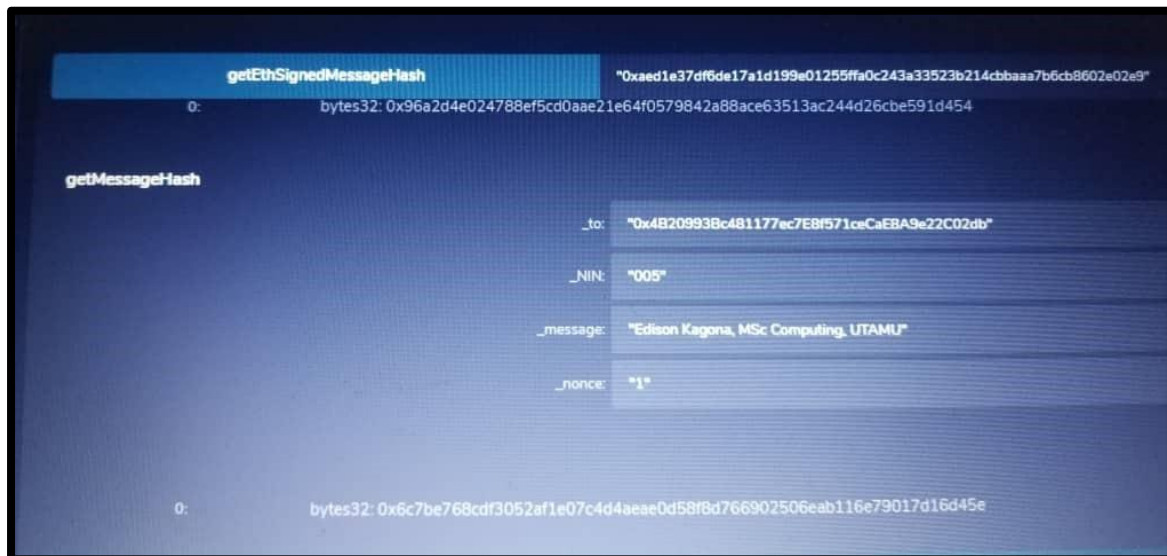 getEthSignedMessageHash "0xaed1e37df6de17a1d199e01255ffa0c243a33523b214cbbaaa7b6cb8602e02e9"
0: bytes32: 0x96a2d4e024788ef5cd0aae21e64f0579842a88ace63513ac244d26cbe591d454
getMessageHash
_to: "0x4B20993Bc481177ec7E8f571ceCaE8A9e22C02db"
_NIN: "005"
_message: "Edison Kagona, MSc Computing, UTAMU"
_nonce: "1"
0: bytes32: 0x6c7be768cdf3052af1e07c4d4aeae0d58f8d766902506eab116e79017d16d45e